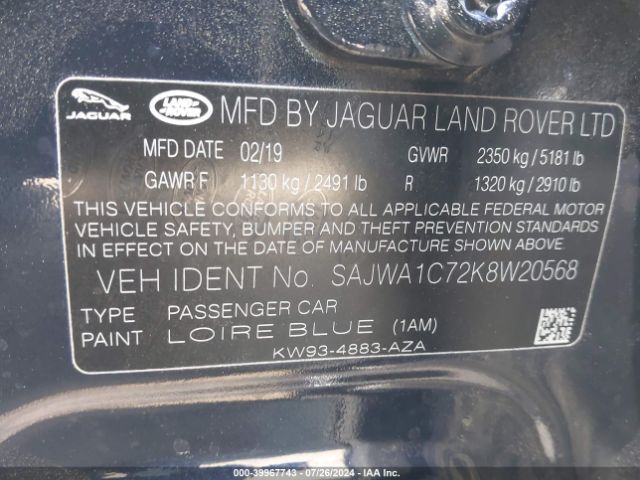 JAGUAR LAND ROVER MFD BY JAGUAR LAND ROVER LTD
MFD DATE 02/19 GVWR 2350 kg / 5181 lb
GAWR F 1130 kg / 2491 lb R 1320 kg / 2910 lb
THIS VEHICLE CONFORMS TO ALL APPLICABLE FEDERAL MOTOR
VEHICLE SAFETY, BUMPER AND THEFT PREVENTION STANDARDS
IN EFFECT ON THE DATE OF MANUFACTURE SHOWN ABOVE.
VEH IDENT No. SAJWA1C72K8W20568
TYPE PASSENGER CAR
PAINT LOIRE BLUE (1AM)
KW93-4883-AZA
000-39967743 07/26/2024 IAA Inc.